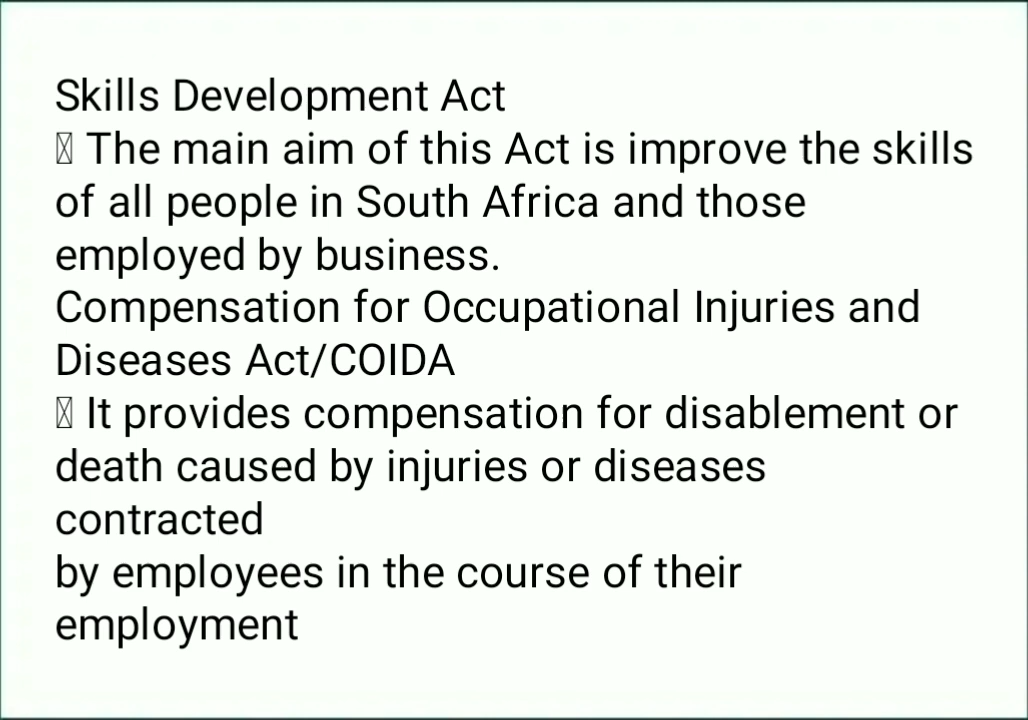 Skills Development Act
 The main aim of this Act is improve the skills
of all people in South Africa and those
employed by business.
Compensation for Occupational Injuries and
Diseases Act/COIDA
 It provides compensation for disablement or
death caused by injuries or diseases
contracted
by employees in the course of their
employment